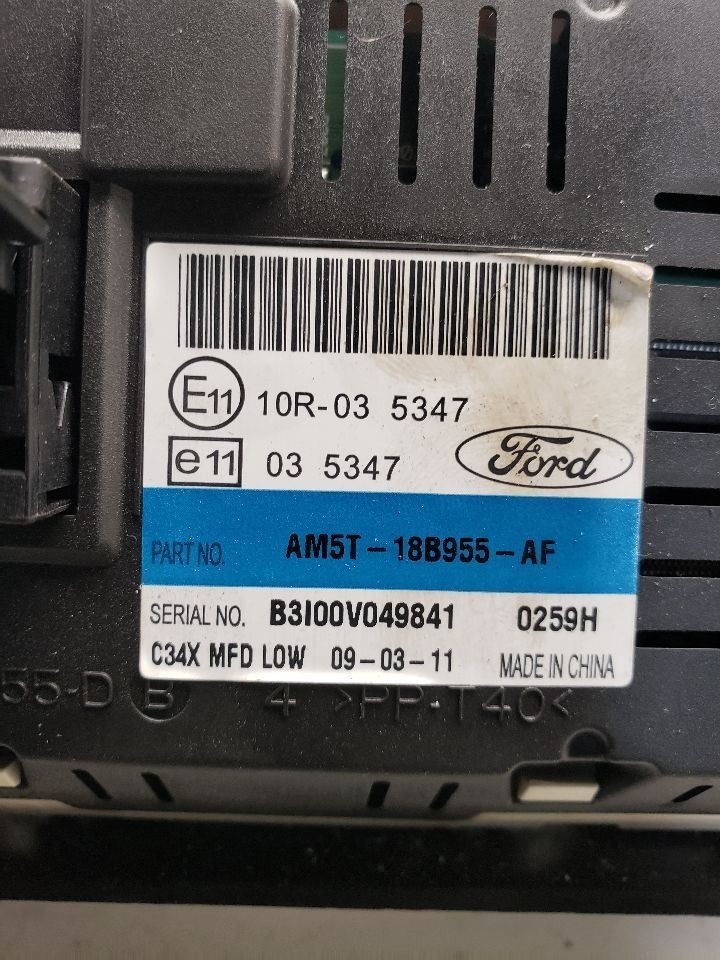 E11 10R-03 5347
e11 03 5347
Ford
PART NO. AM5T-18B955-AF
SERIAL NO. B3I00V049841 0259H
C34X MFD LOW 09-03-11 MADE IN CHINA
55-D B 4 >PP-T40<